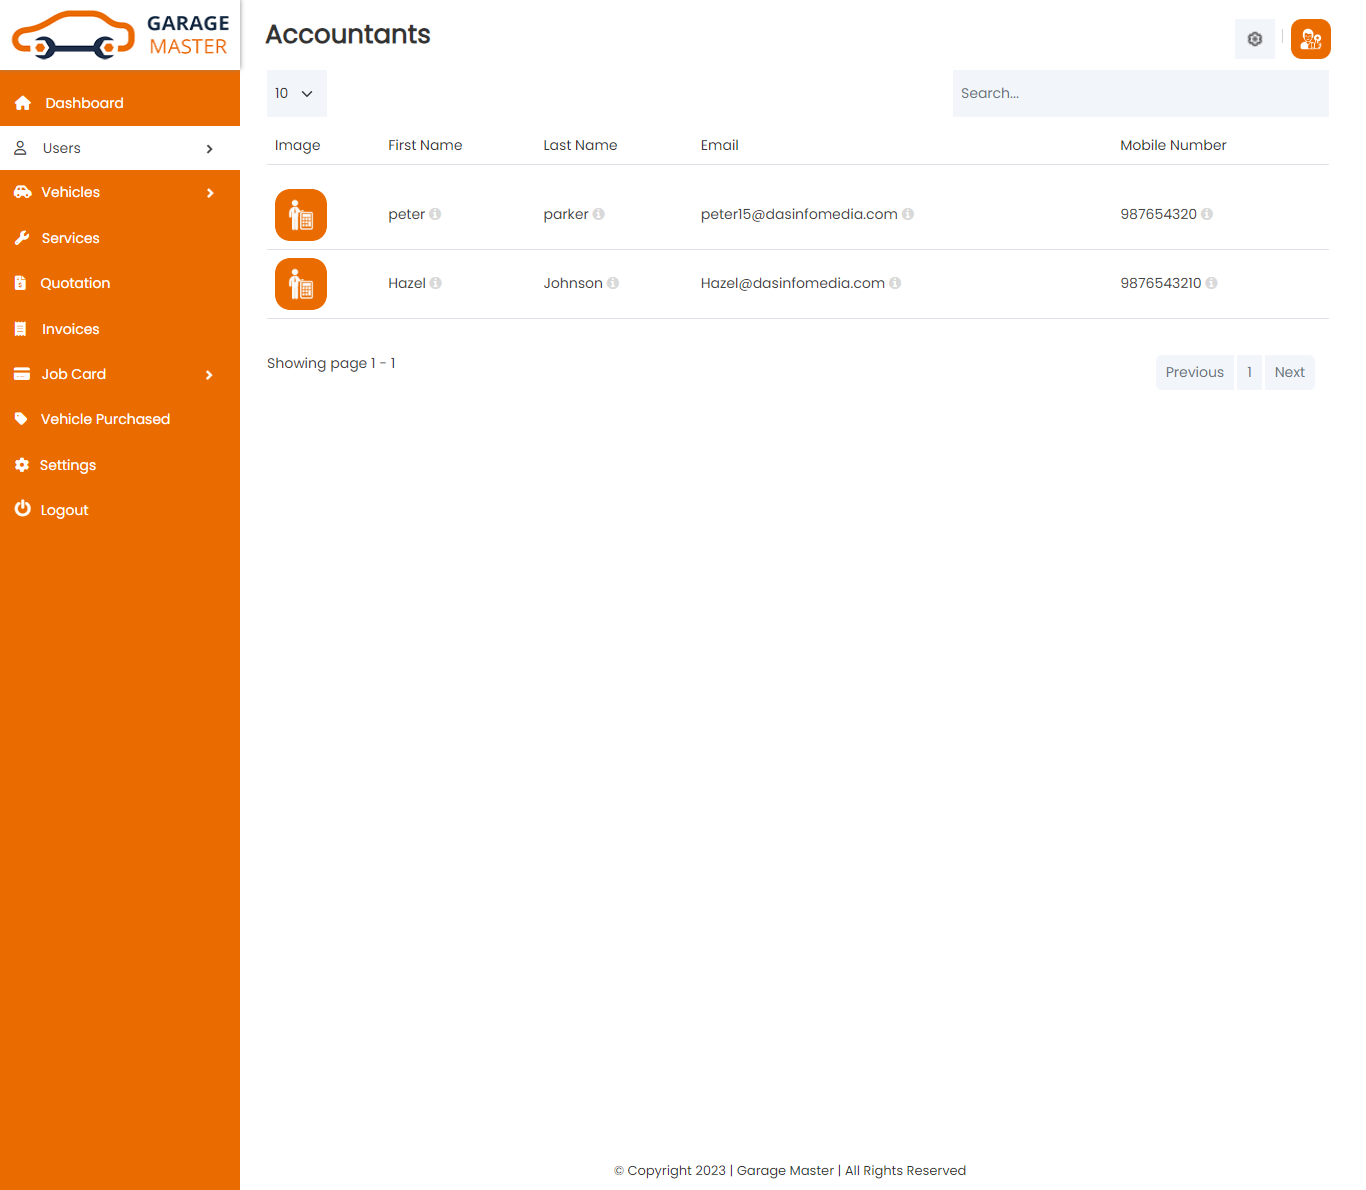 GARAGE
MASTER
Accountants
Dashboard
Users
Vehicles
Services
Quotation
Invoices
Job Card
Vehicle Purchased
Settings
Logout
10
Search...
Image First Name Last Name Email Mobile Number
peter parker peter15@dasinfomedia.com 987654320
Hazel Johnson Hazel@dasinfomedia.com 9876543210
Showing page 1 - 1
Previous 1 Next
© Copyright 2023 | Garage Master | All Rights Reserved